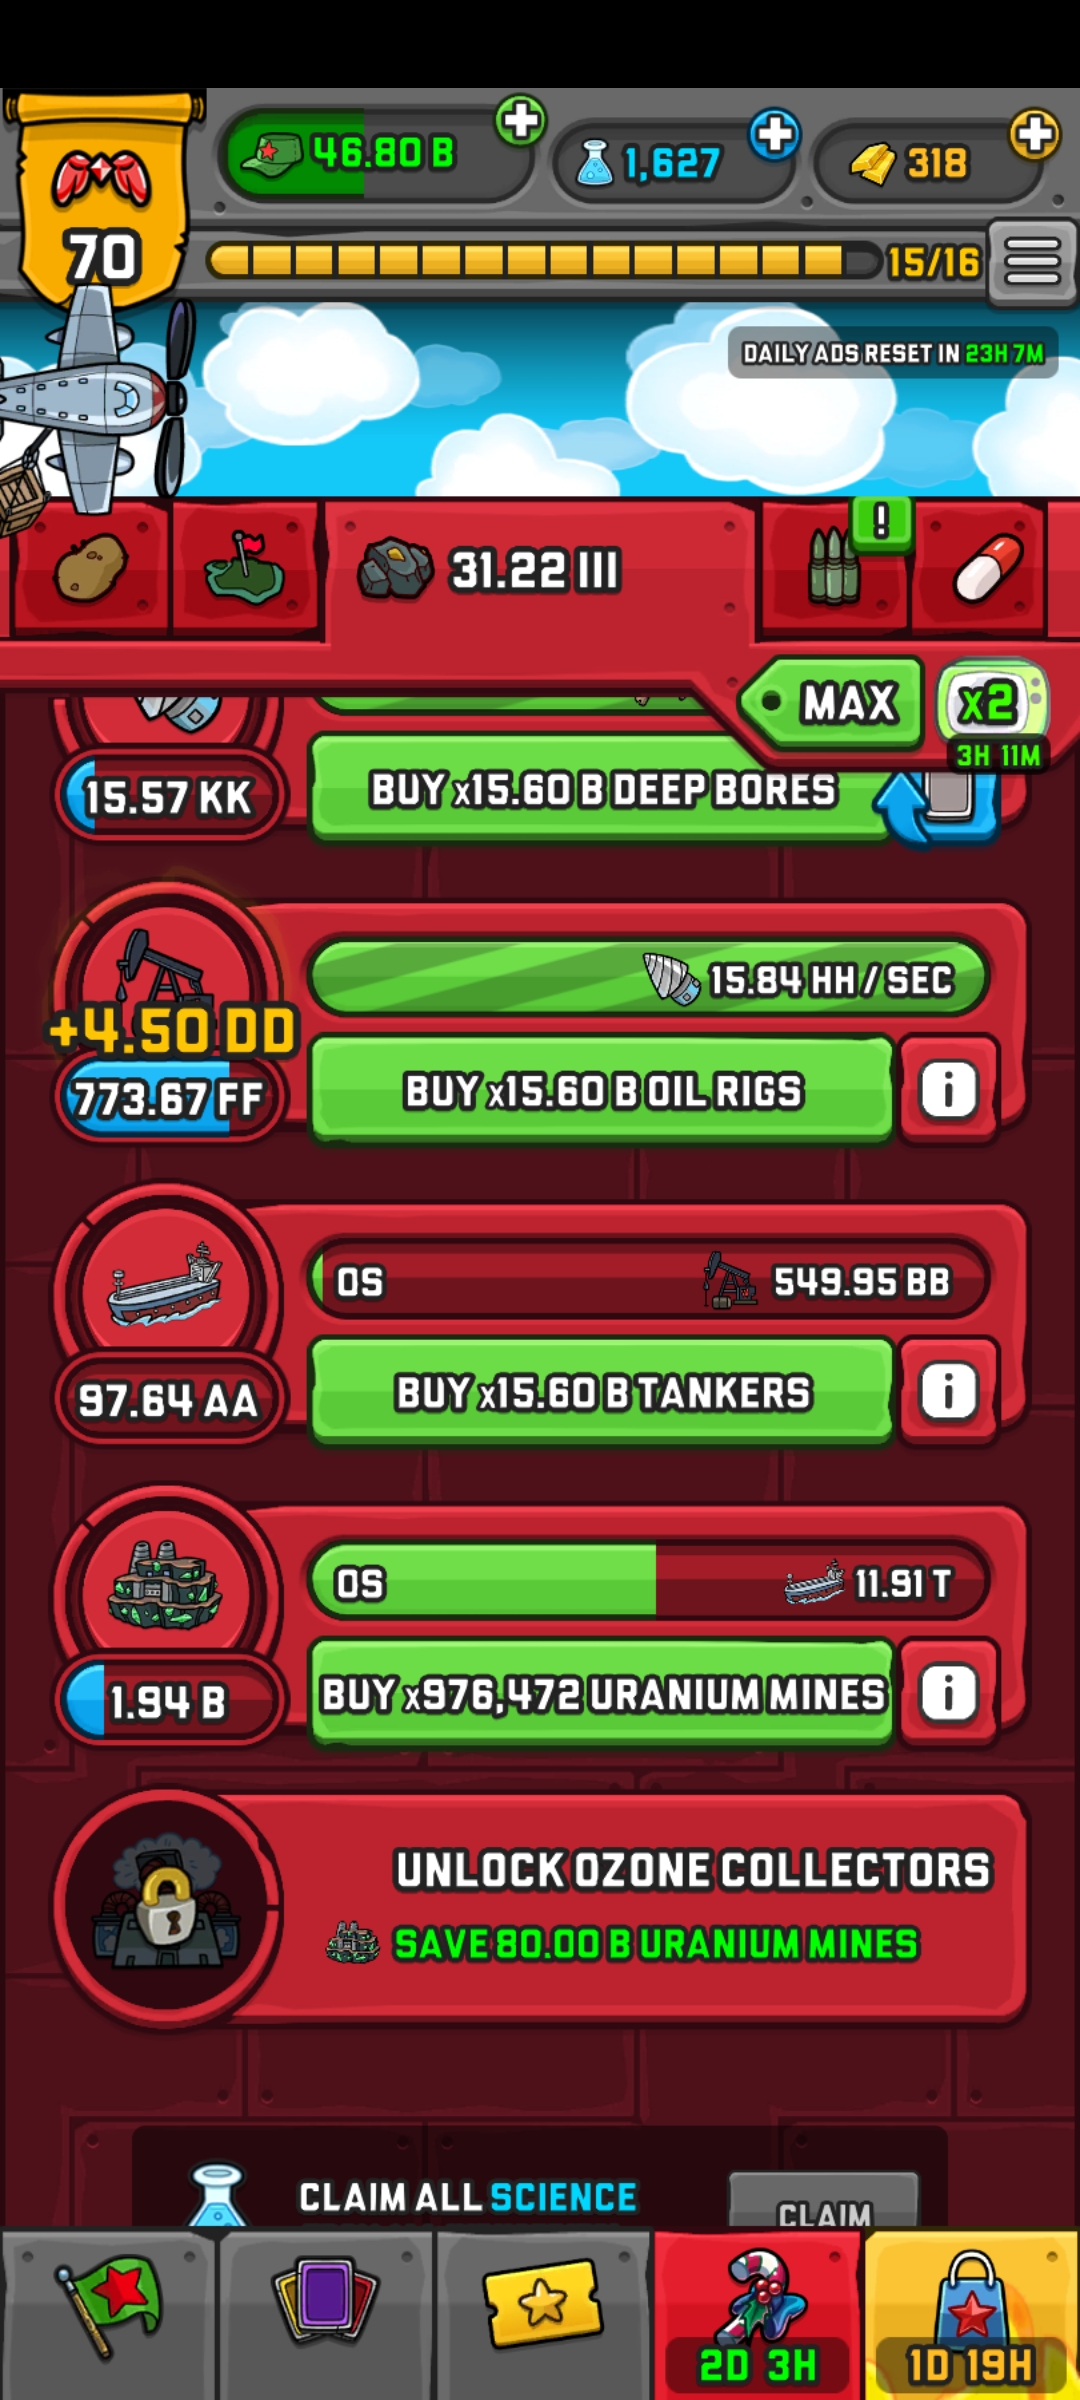 46.80 B
1,627
318
70
15/16
DAILY ADS RESET IN 23H 7M
!
31.22 III
MAX
x2
3H 11M
15.57 KK
BUY x15.60 B DEEP BORES
+4.50 DD
773.67 FF
15.84 HH / SEC
BUY x15.60 B OIL RIGS
i
0S
549.95 BB
97.64 AA
BUY x15.60 B TANKERS
i
0S
11.91 T
1.94 B
BUY x976,472 URANIUM MINES
i
UNLOCK OZONE COLLECTORS
SAVE 80.00 B URANIUM MINES
CLAIM ALL SCIENCE
CLAIM
2D 3H
1D 19H